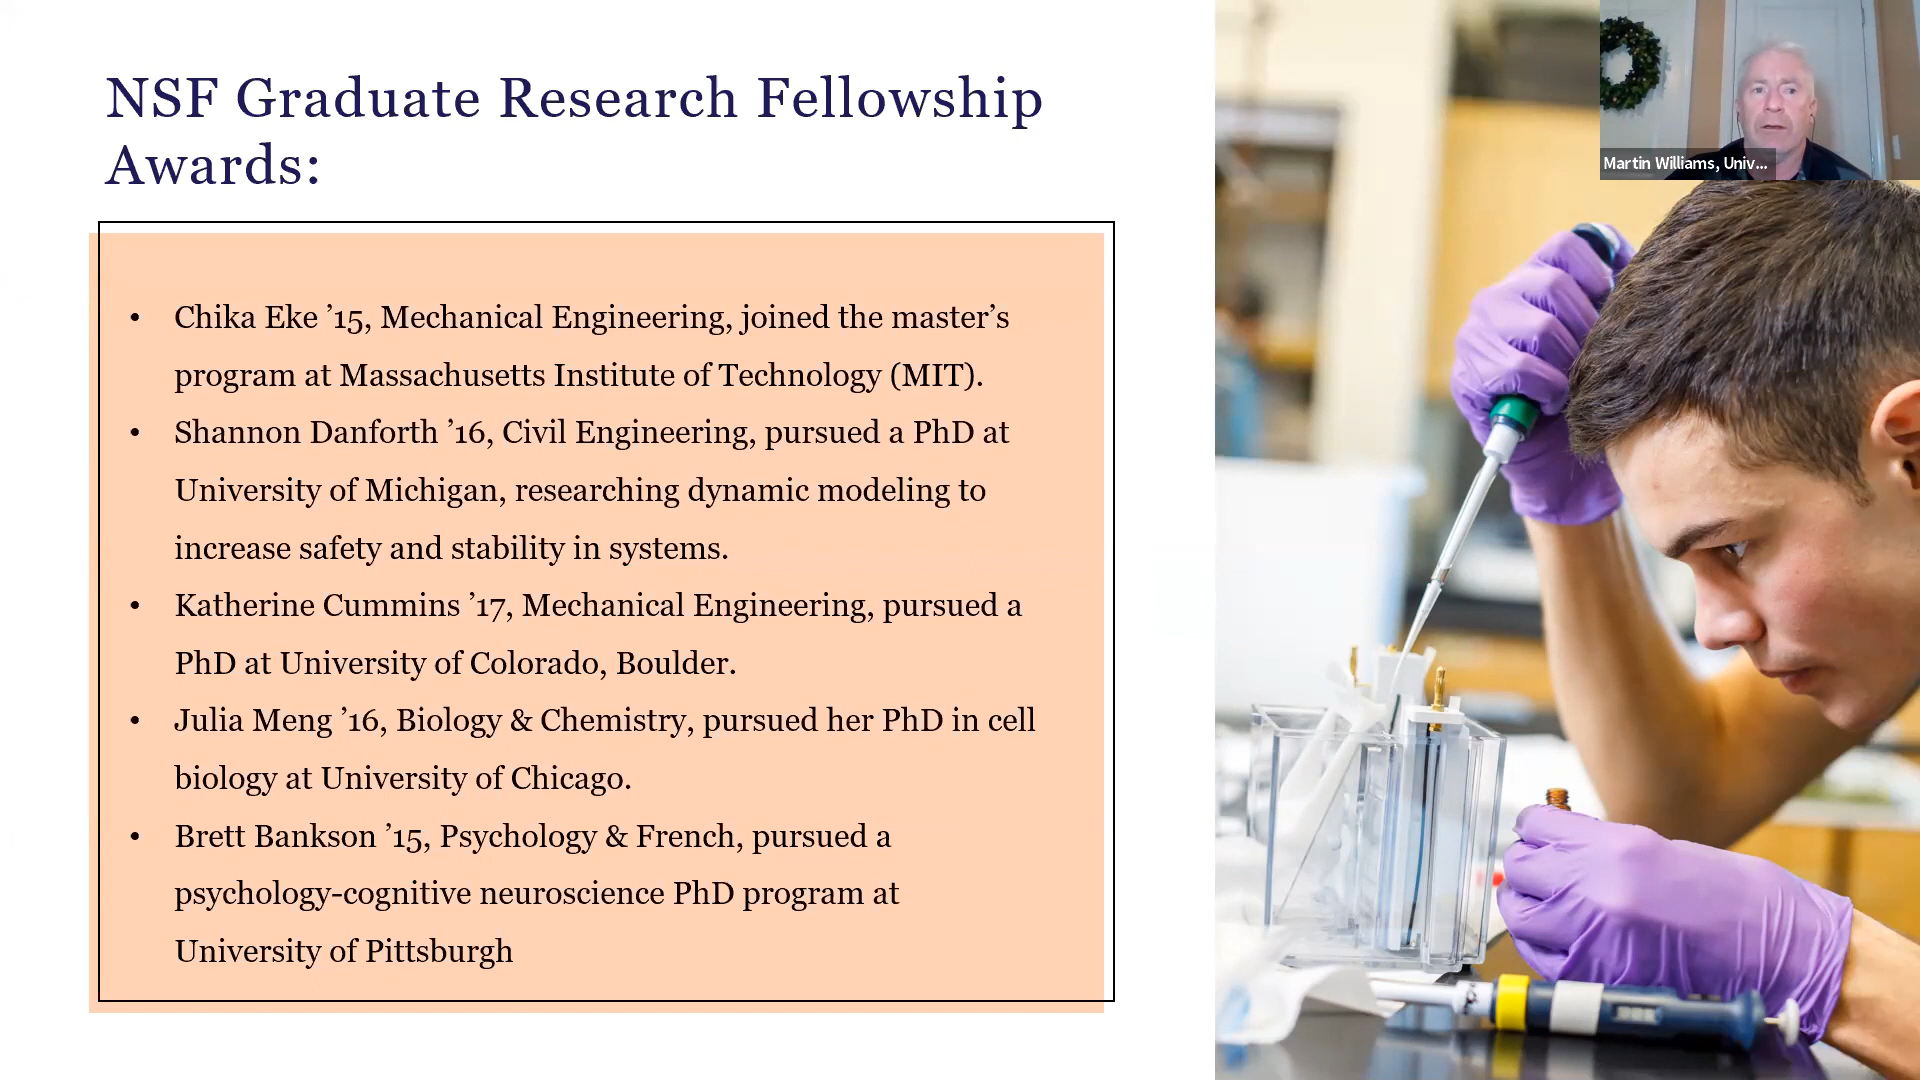 NSF Graduate Research Fellowship
Awards:
Martin Williams, Univ...
• Chika Eke ’15, Mechanical Engineering, joined the master’s
program at Massachusetts Institute of Technology (MIT).
• Shannon Danforth ’16, Civil Engineering, pursued a PhD at
University of Michigan, researching dynamic modeling to
increase safety and stability in systems.
• Katherine Cummins ’17, Mechanical Engineering, pursued a
PhD at University of Colorado, Boulder.
• Julia Meng ’16, Biology & Chemistry, pursued her PhD in cell
biology at University of Chicago.
• Brett Bankson ’15, Psychology & French, pursued a
psychology-cognitive neuroscience PhD program at
University of Pittsburgh